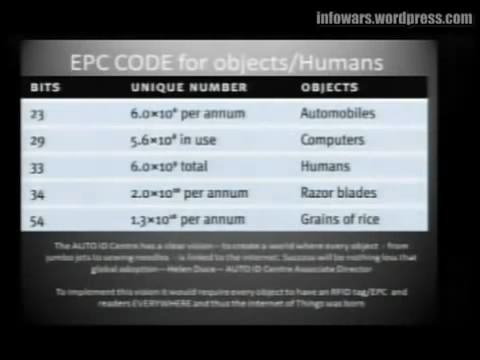 infowars.wordpress.com
EPC CODE for objects/Humans
BITS UNIQUE NUMBER OBJECTS
23 6.0×10⁶ per annum Automobiles
29 5.6×10⁸ in use Computers
33 6.0×10⁹ total Humans
34 2.0×10¹⁰ per annum Razor blades
54 1.3×10¹⁶ per annum Grains of rice
The AUTO ID Centre has a clear vision – to create a world where every object - from
jumbo jets to sewing needles - is linked to the internet. Success will be nothing less that
global adoption – Helen Duce – AUTO ID Centre Associate Director
To implement this vision it would require every object to have an RFID tag/EPC and
readers EVERYWHERE and thus the Internet of Things was born